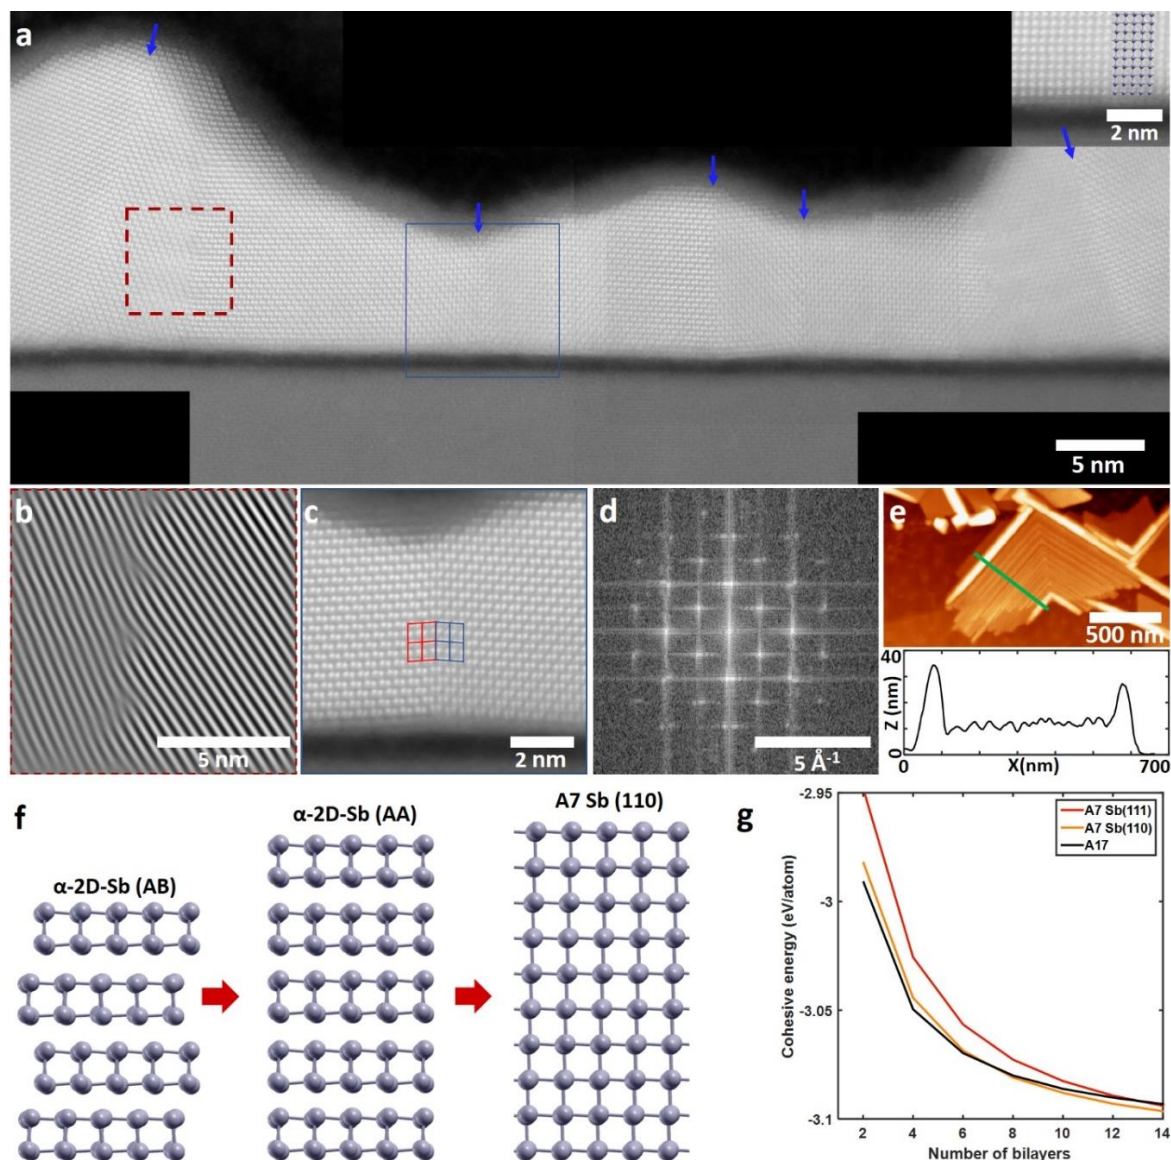 a
2 nm
5 nm
b
5 nm
c
2 nm
d
5 Å-1
e
500 nm
40
Z (nm)
0
0
X(nm)
700
f
α-2D-Sb (AB)
α-2D-Sb (AA)
A7 Sb (110)
g
-2.95
-3
-3.05
-3.1
Cohesive energy (eV/atom)
A7 Sb(111)
A7 Sb(110)
A17
2 4 6 8 10 12 14
Number of bilayers